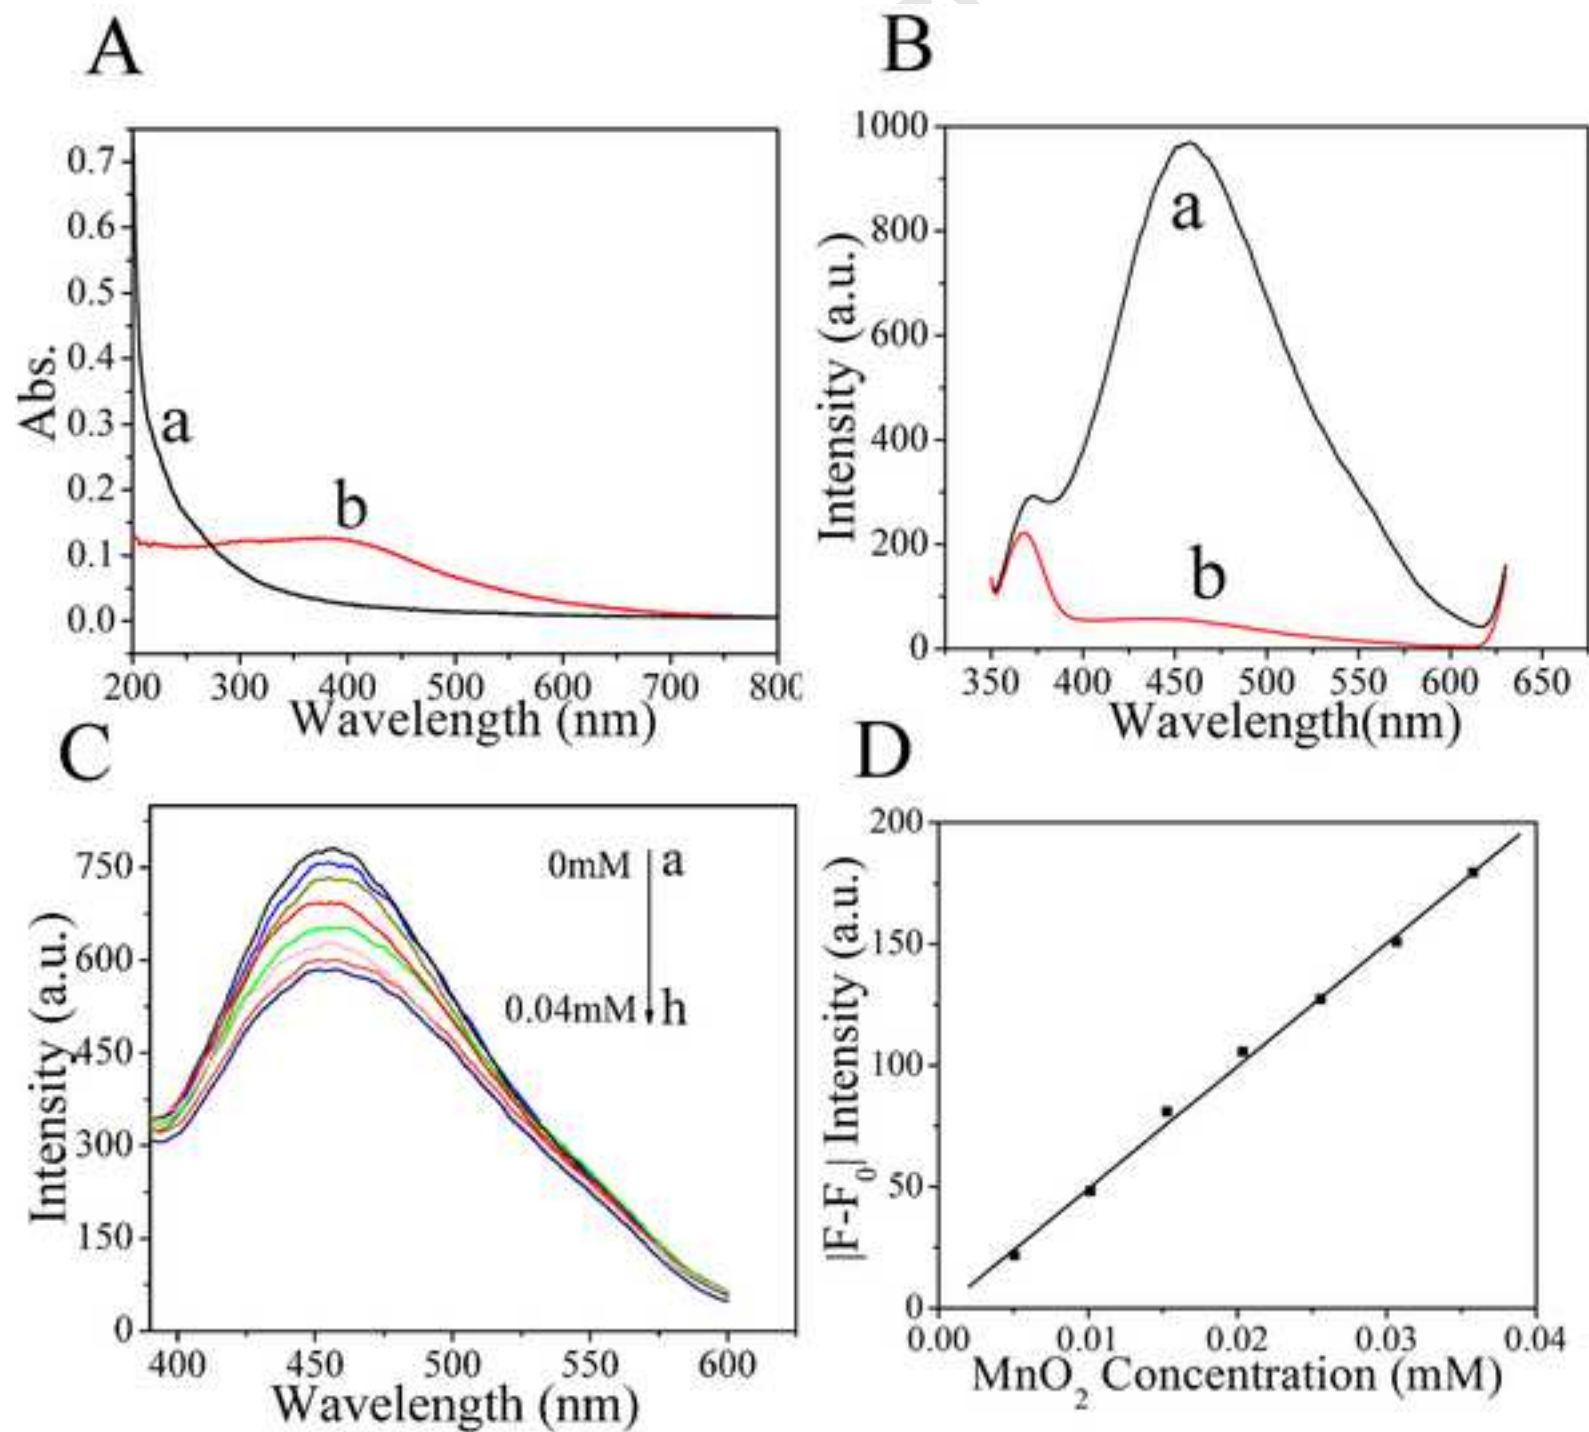 A
B
0.7
0.6
0.5
0.4
0.3
0.2
0.1
0.0
Abs.
a
b
200 300 400 500 600 700 800
Wavelength (nm)
1000
800
600
400
200
0
Intensity (a.u.)
a
b
350 400 450 500 550 600 650
Wavelength(nm)
C
D
750
600
450
300
150
0
Intensity (a.u.)
0mM a
0.04mM h
400 450 500 550 600
Wavelength (nm)
200
150
100
50
0
|F-F₀| Intensity (a.u.)
0.00 0.01 0.02 0.03 0.04
MnO₂ Concentration (mM)